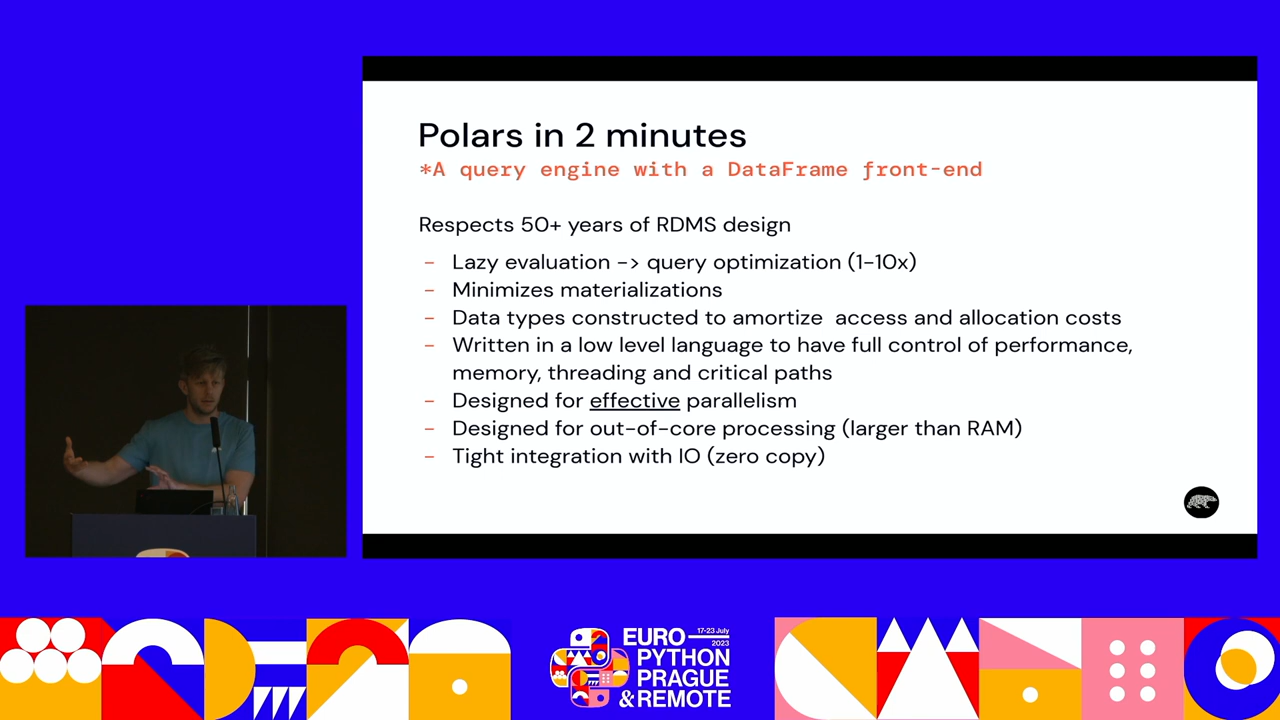 Polars in 2 minutes
*A query engine with a DataFrame front-end
Respects 50+ years of RDMS design
- Lazy evaluation -> query optimization (1-10x)
- Minimizes materializations
- Data types constructed to amortize  access and allocation costs
- Written in a low level language to have full control of performance,
memory, threading and critical paths
- Designed for effective parallelism
- Designed for out-of-core processing (larger than RAM)
- Tight integration with IO (zero copy)
EURO 17-23 July 2023
PYTHON
PRAGUE
& REMOTE